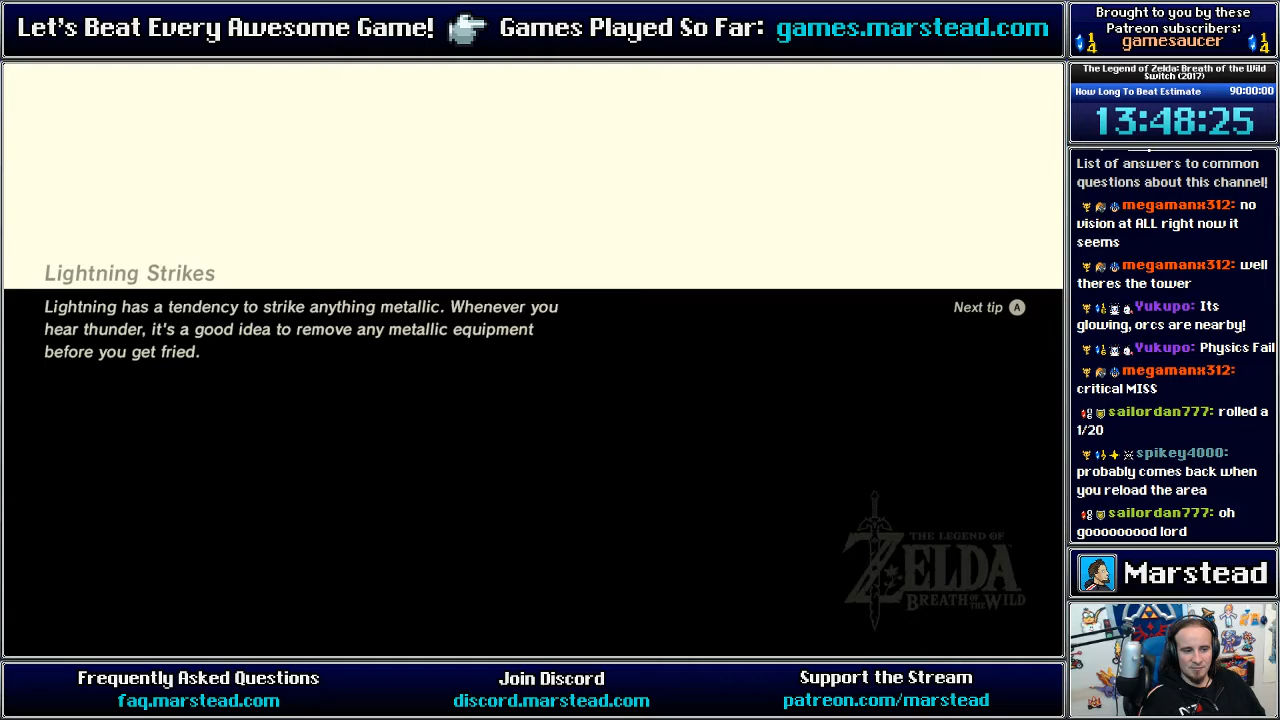 Let's Beat Every Awesome Game!
Games Played So Far: games.marstead.com
Brought to you by these
Patreon subscribers:
1/4 gamesaucer 1/4
The Legend of Zelda: Breath of the Wild
Switch (2017)
How Long To Beat Estimate 90:00:00
13:48:25
List of answers to common
questions about this channel!
megamanx312: no
vision at ALL right now it
seems
megamanx312: well
theres the tower
Yukupo: Its
glowing, orcs are nearby!
Yukupo: Physics Fail
megamanx312:
critical MISS
sailordan777: rolled a
1/20
spikey4000:
probably comes back when
you reload the area
sailordan777: oh
gooooooood lord
Lightning Strikes
Lightning has a tendency to strike anything metallic. Whenever you
hear thunder, it's a good idea to remove any metallic equipment
before you get fried.
Next tip A
THE LEGEND OF
ZELDA
BREATH OF THE WILD
Marstead
Frequently Asked Questions
faq.marstead.com
Join Discord
discord.marstead.com
Support the Stream
patreon.com/marstead